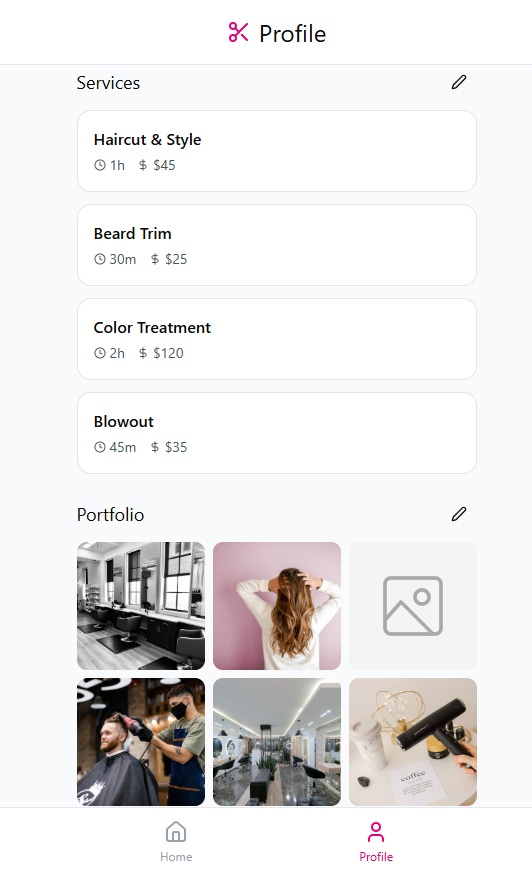 Profile
Services
Haircut & Style
1h $ $45
Beard Trim
30m $ $25
Color Treatment
2h $ $120
Blowout
45m $ $35
Portfolio
coffee
Home
Profile